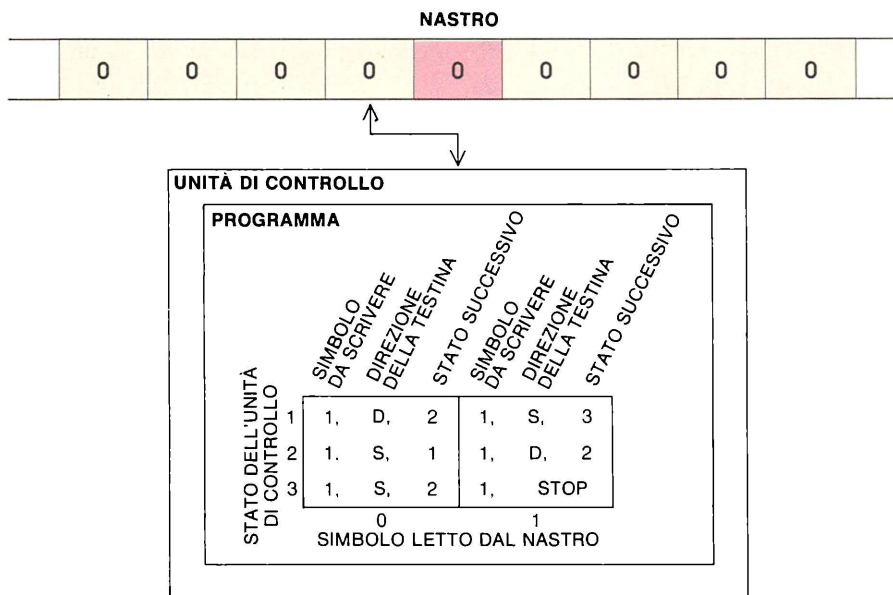 NASTRO
0 0 0 0 0 0 0 0 0
UNITÀ DI CONTROLLO
PROGRAMMA
SIMBOLO
DA SCRIVERE
DIREZIONE
DELLA TESTINA
STATO SUCCESSIVO
SIMBOLO
DA SCRIVERE
DIREZIONE
DELLA TESTINA
STATO SUCCESSIVO
STATO DELL'UNITÀ
DI CONTROLLO
1 1, D, 2 1, S, 3
2 1. S, 1 1, D, 2
3 1, S, 2 1, STOP
0 1
SIMBOLO LETTO DAL NASTRO